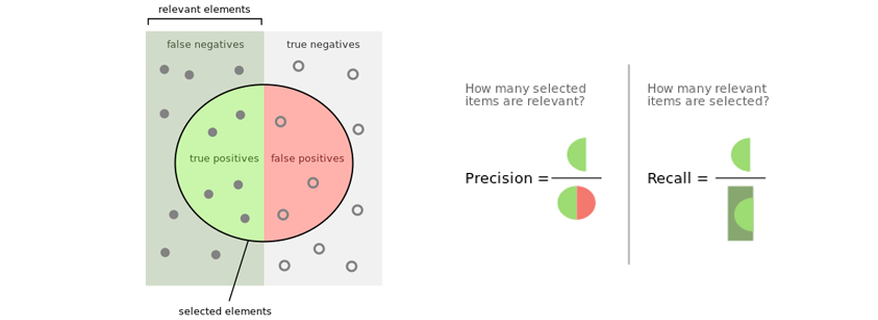 relevant elements
false negatives
true negatives
true positives
false positives
selected elements
How many selected
items are relevant?
Precision =
How many relevant
items are selected?
Recall =